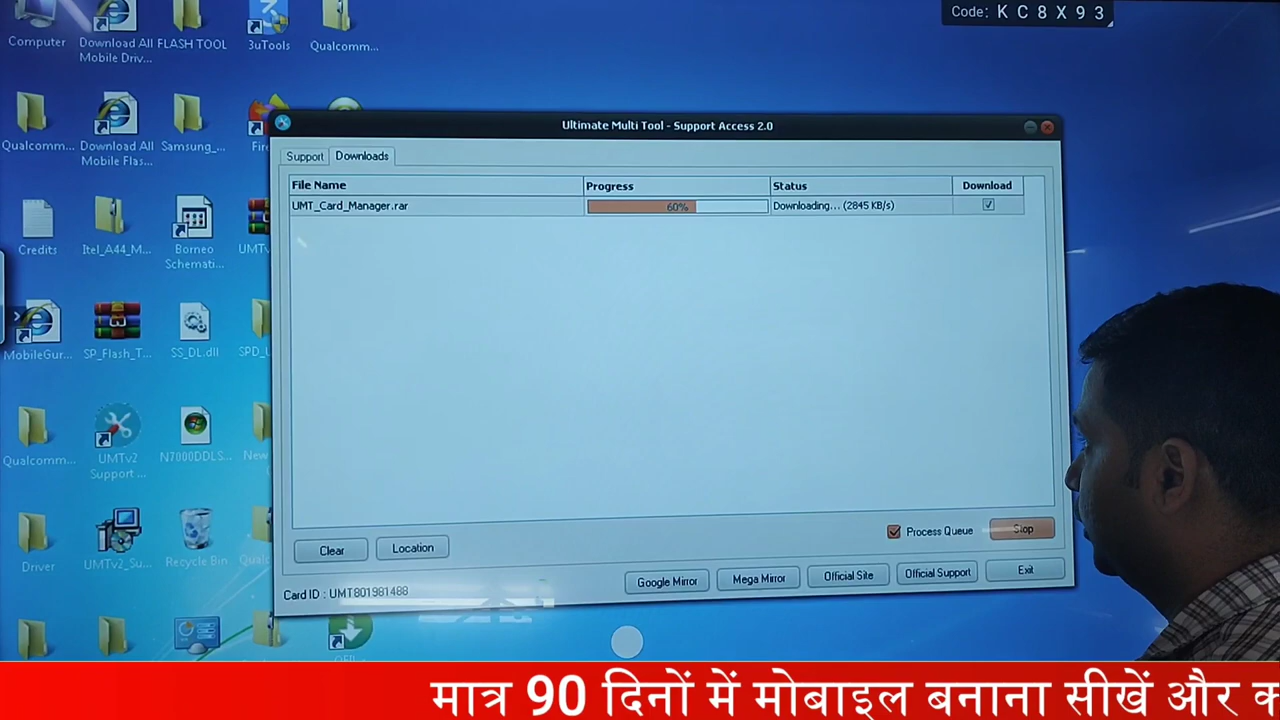 Code: K C 8 X 9 3
Computer
Download All
Mobile Driv...
FLASH TOOL
3uTools
Qualcomm...
Qualcomm...
Download All
Mobile Flas...
Samsung_...
Ultimate Multi Tool - Support Access 2.0
Support
Downloads
File Name
Progress
Status
Download
UMT_Card_Manager.rar
60%
Downloading... (2845 KB/s)
Credits
Itel_A44_M...
Borneo
Schemati...
MobileGur...
SP_Flash_T...
SS_DL.dll
Qualcomm...
UMTv2
Support ...
N7000DDLS...
New
Driver
UMTv2_Su...
Recycle Bin
Process Queue
Stop
Clear
Location
Google Mirror
Mega Mirror
Official Site
Official Support
Exit
Card ID : UMT801981488
मात्र 90 दिनों में मोबाइल बनाना सीखें और